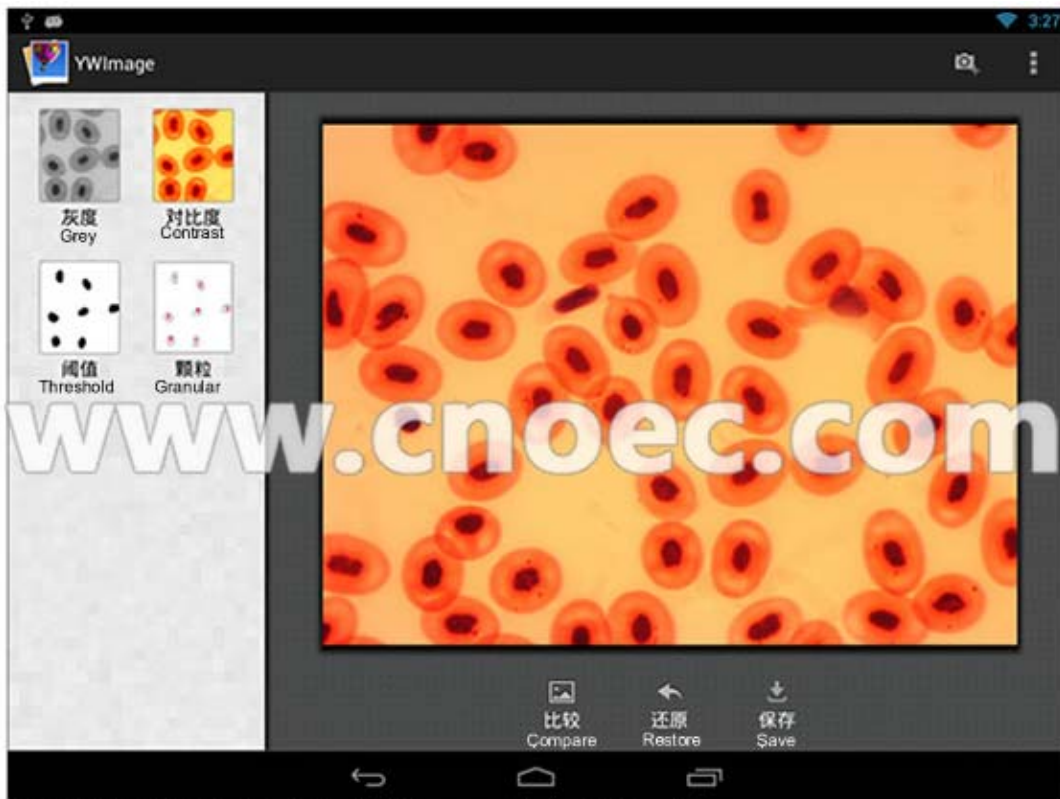 3:27
YWImage
灰度
Grey
对比度
Contrast
阈值
Threshold
颗粒
Granular
www.cnoec.com
比较
Compare
还原
Restore
保存
Save